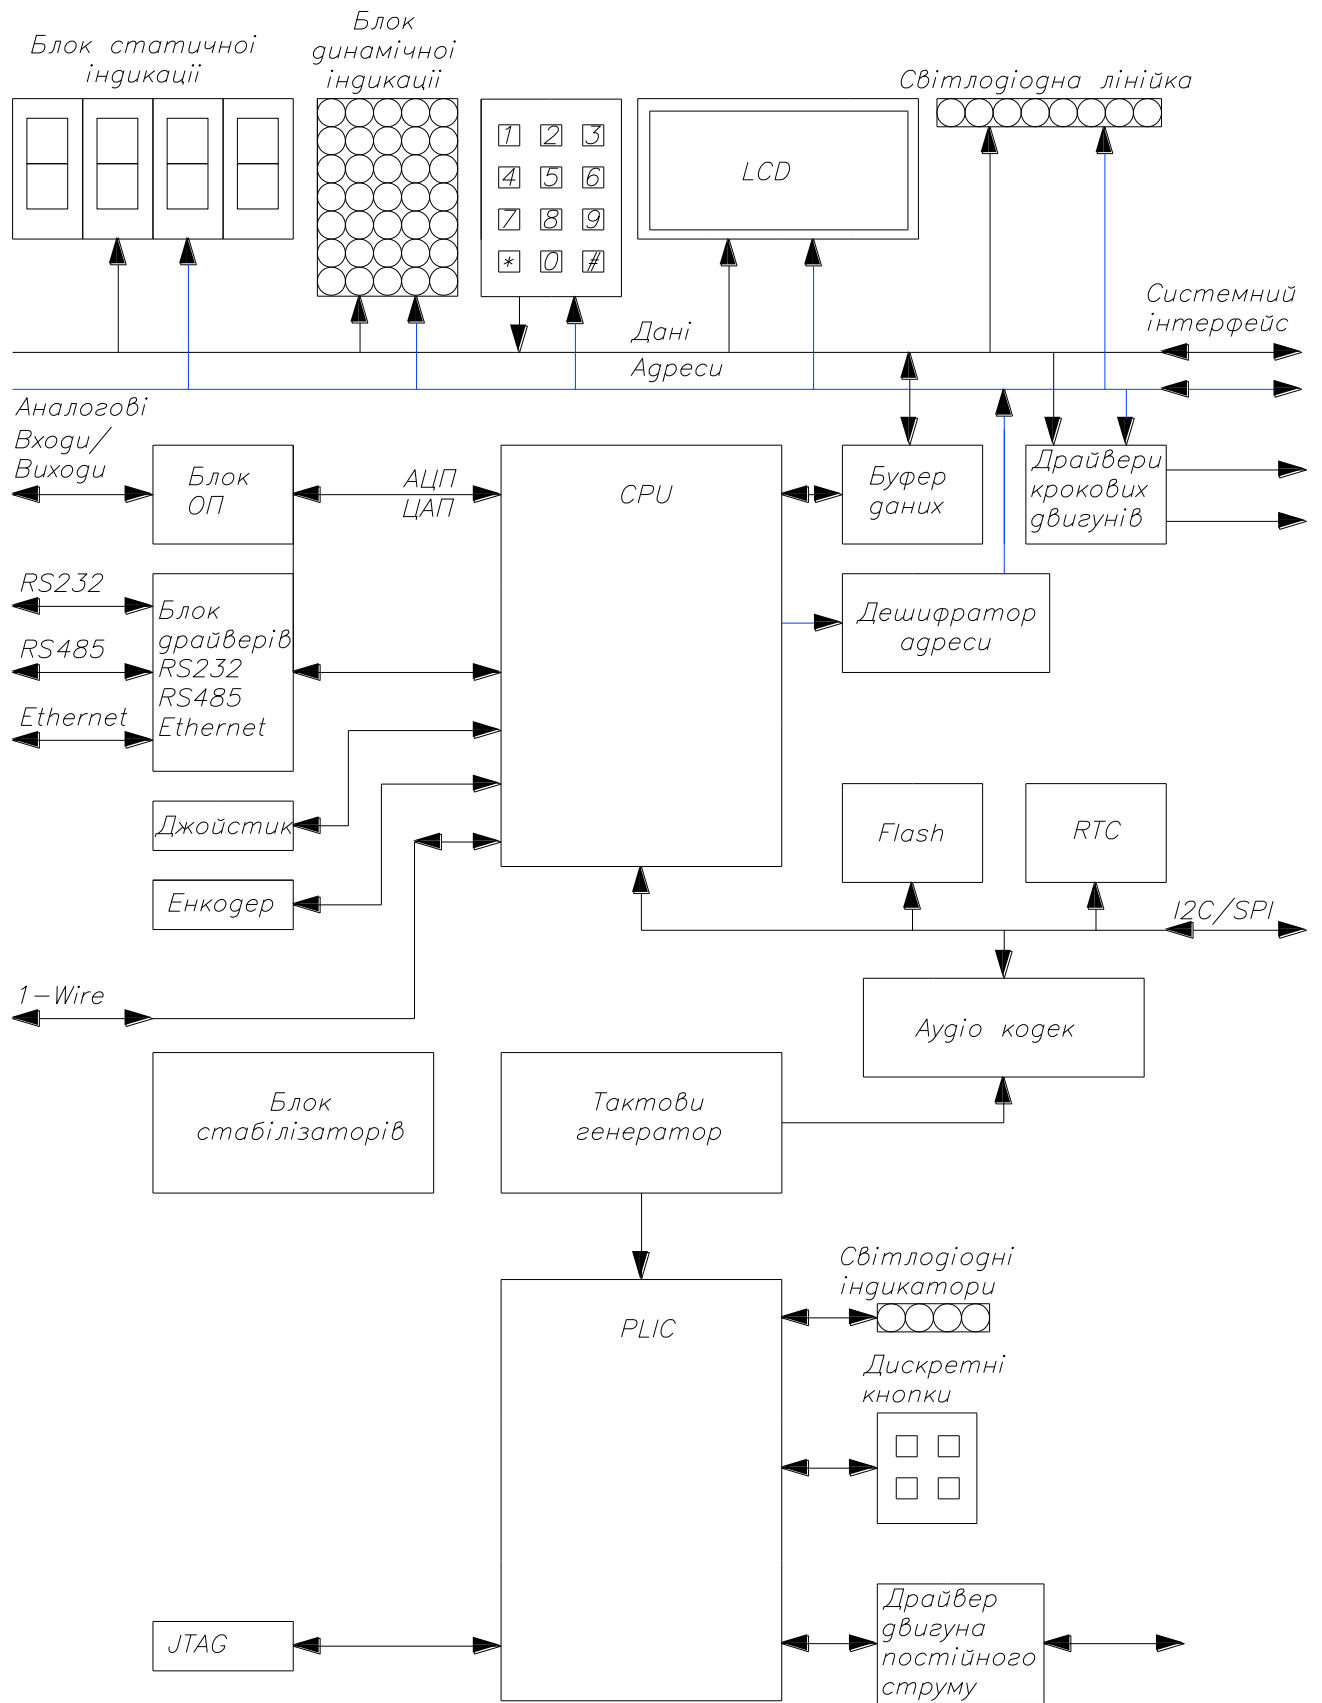 Блок статичноі
індикації
Блок
динамічноі
індикації
Світлодіодна лінійка
1 2 3
4 5 6
7 8 9
* 0 #
LCD
Системний
інтерфейс
Дані
Адреси
Аналогові
Входи/
Виходи
Блок
ОП
АЦП
ЦАП
CPU
Буфер
даних
Драйвери
крокових
двигунів
RS232
RS485
Ethernet
Блок
драйверів
RS232
RS485
Ethernet
Дешифратор
адреси
Джойстик
Енкодер
Flash
RTC
I2C/SPI
1-Wire
Аудіо кодек
Блок
стабілізаторів
Тактови
генератор
Світлодіодні
індикатори
PLIC
Дискретні
кнопки
JTAG
Драйвер
двигуна
постійного
струму